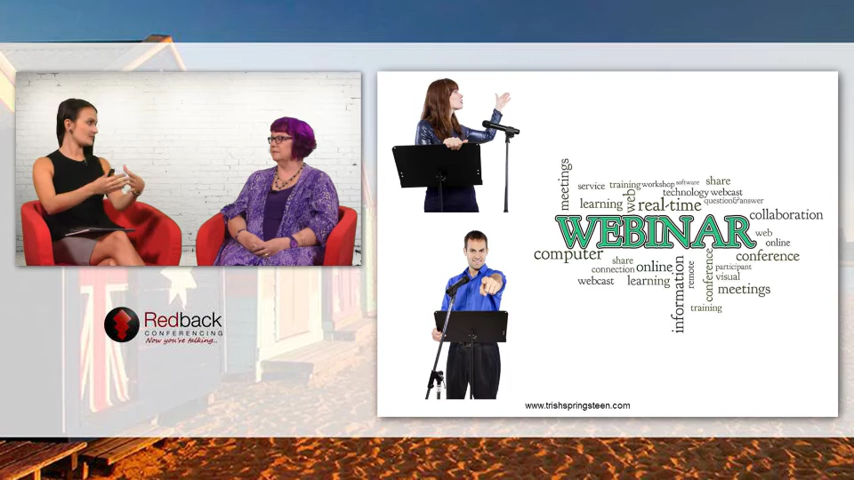 Redback
CONFERENCING
Now you're talking..
meetings
service
training
workshop
software
share
technology
webcast
learning
web
real-time
question&answer
collaboration
WEBINAR
web
online
computer
share
connection
online
information
remote
conference
participant
visual
conference
webcast
learning
meetings
training
www.trishspringsteen.com